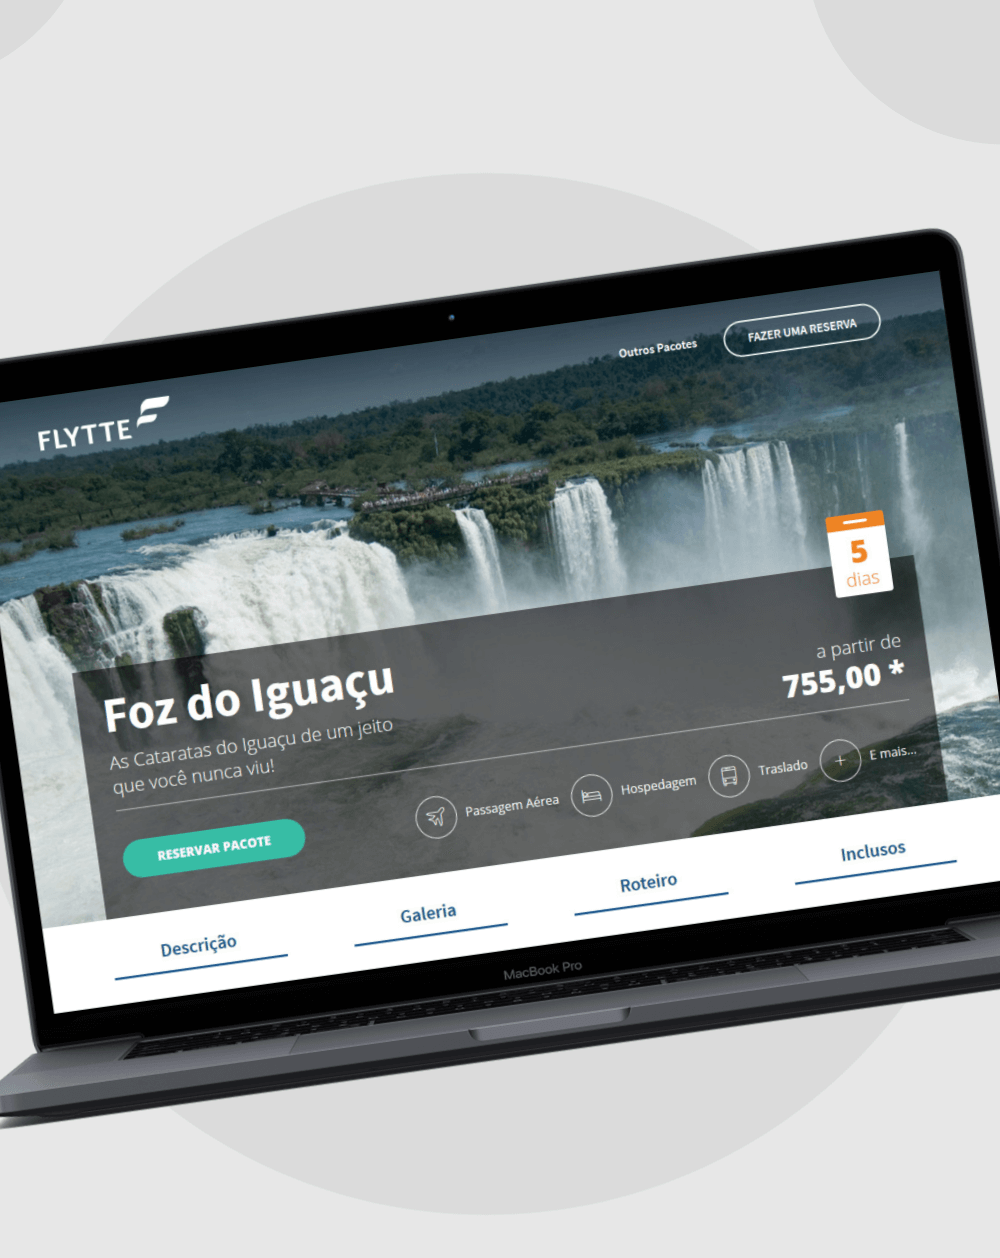 FLYTTE
Outros Pacotes
FAZER UMA RESERVA
5
dias
Foz do Iguaçu
As Cataratas do Iguaçu de um jeito
que você nunca viu!
a partir de
755,00 *
RESERVAR PACOTE
Passagem Aérea
Hospedagem
Traslado
E mais...
Descrição
Galeria
Roteiro
Inclusos
MacBook Pro